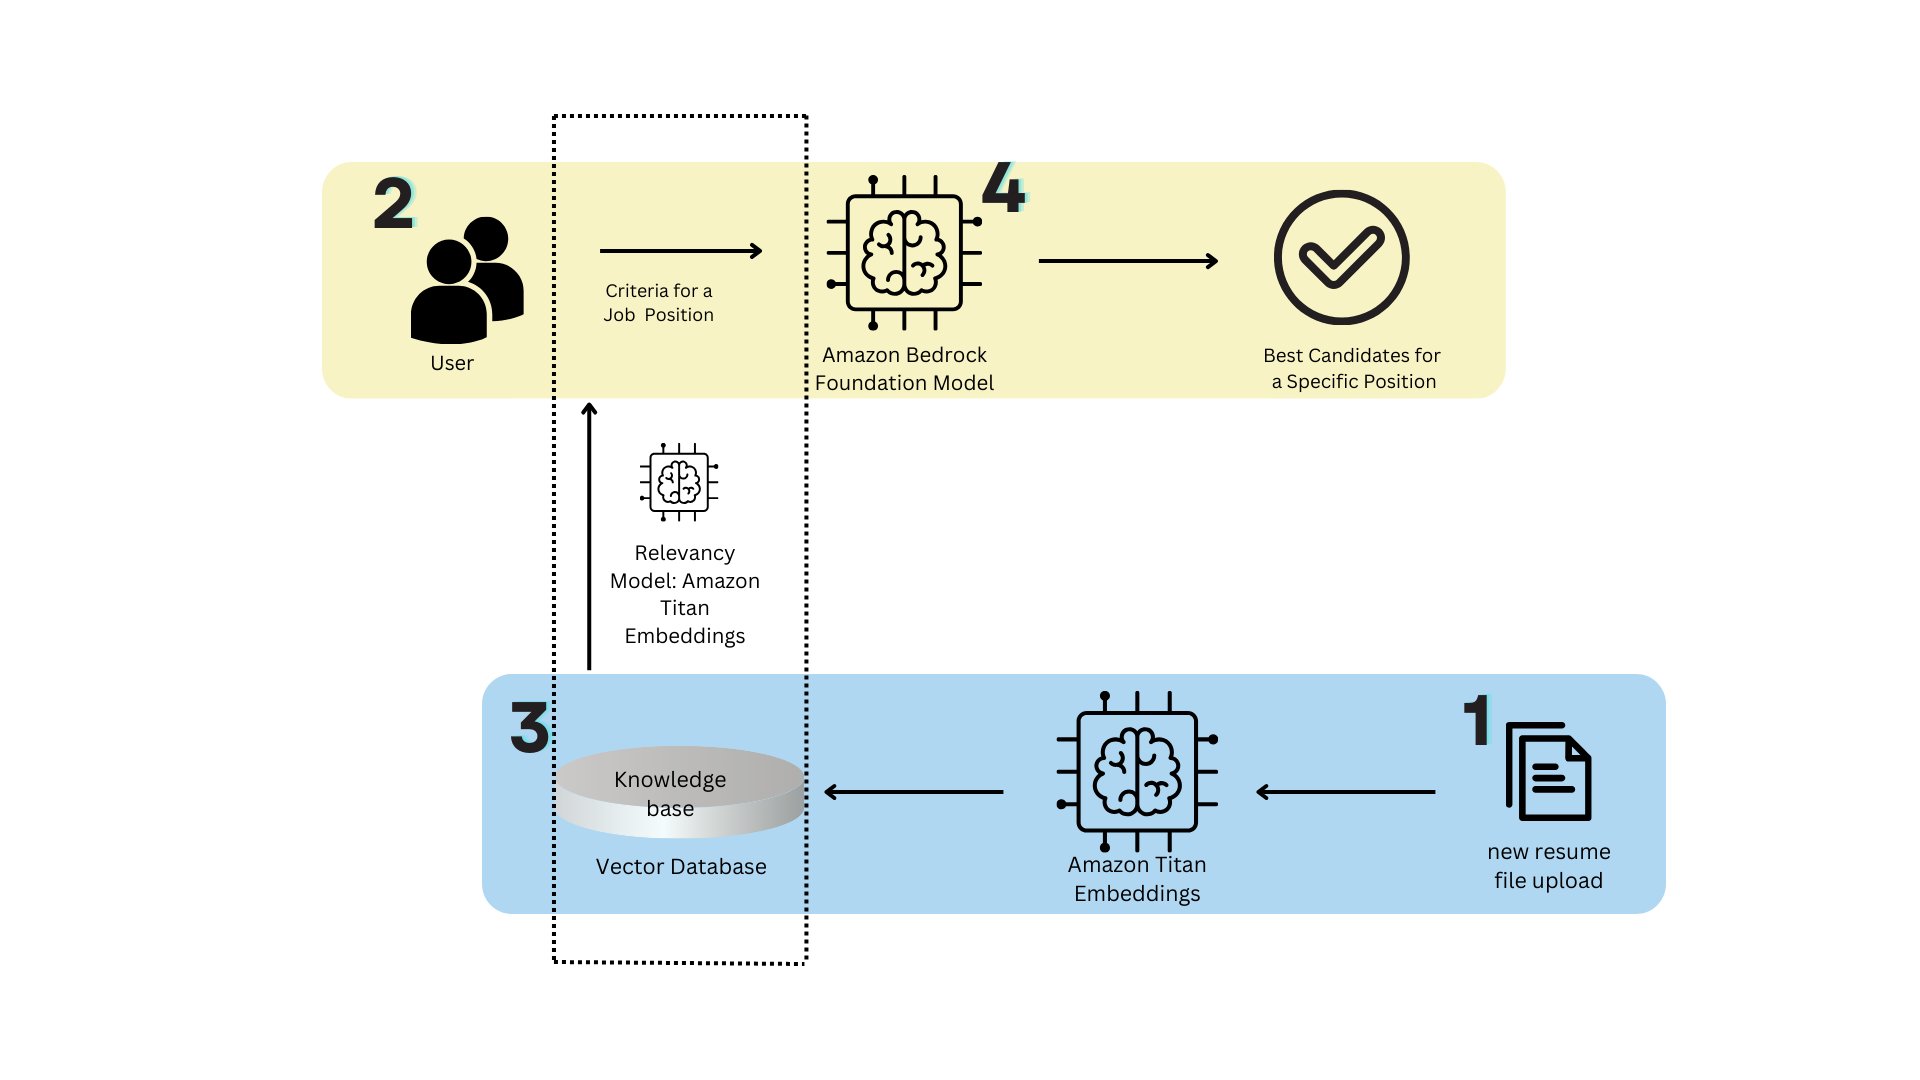 2
User
Criteria for a
Job Position
4
Amazon Bedrock
Foundation Model
Best Candidates for
a Specific Position
Relevancy
Model: Amazon
Titan
Embeddings
3
Knowledge
base
Vector Database
Amazon Titan
Embeddings
1
new resume
file upload